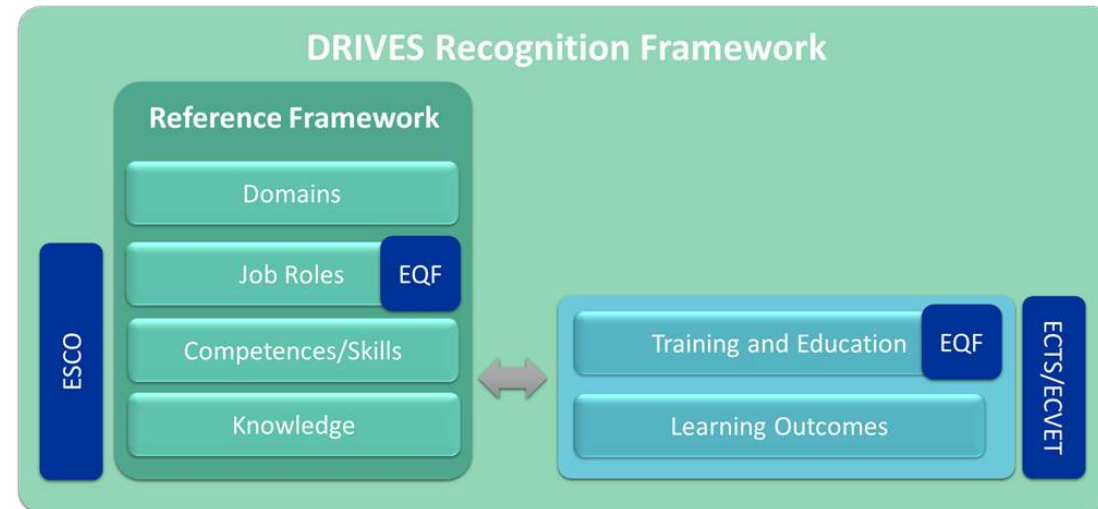 DRIVES Recognition Framework
Reference Framework
Domains
Job Roles
EQF
Competences/Skills
Knowledge
ESCO
Training and Education
EQF
Learning Outcomes
ECTS/ECVET